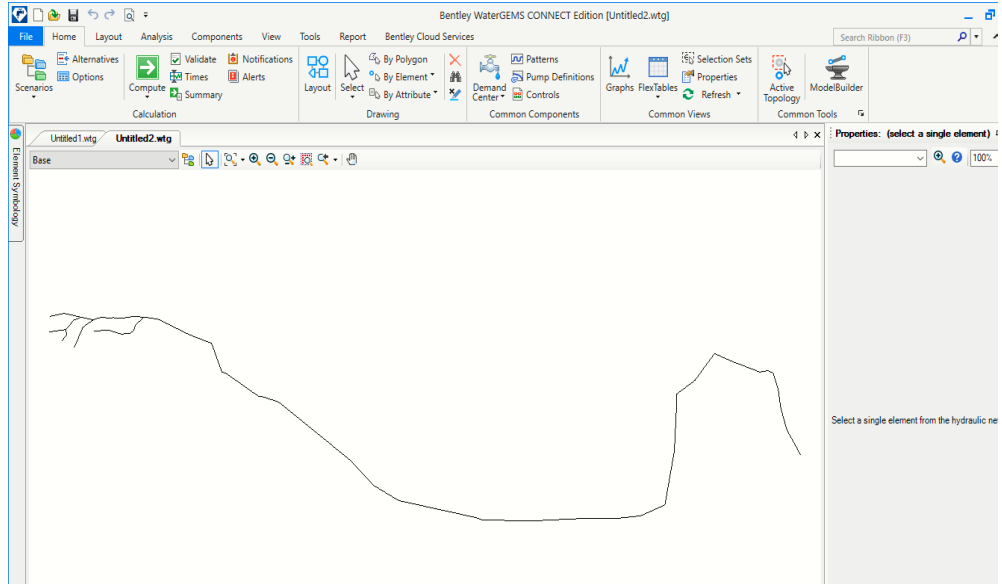 Bentley WaterGEMS CONNECT Edition [Untitled2.wtg]
File Home Layout Analysis Components View Tools Report Bentley Cloud Services Search Ribbon (F3)
Scenarios
Alternatives
Options
Compute
Validate
Times
Summary
Notifications
Alerts
Calculation
Layout
Select
By Polygon
By Element
By Attribute
Drawing
Demand
Center
Patterns
Pump Definitions
Controls
Common Components
Graphs
FlexTables
Selection Sets
Properties
Refresh
Common Views
Active
Topology
ModelBuilder
Common Tools
Element Symbology
Untitled1.wtg Untitled2.wtg
Base
Properties: (select a single element)
100%
Select a single element from the hydraulic ne